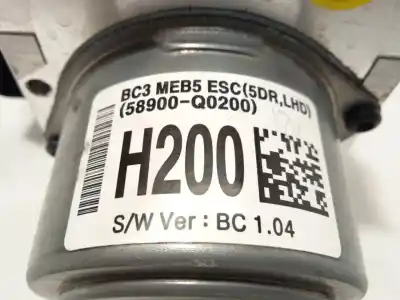 BC3 MEB5 ESC(5DR,LHD)
(58900-Q0200)
H200
S/W Ver : BC 1.04